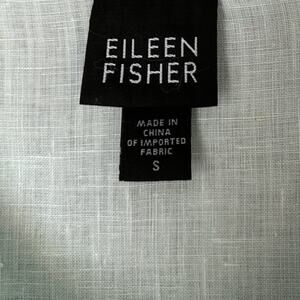 EILEEN
FISHER
MADE IN
CHINA
OF IMPORTED
FABRIC
S